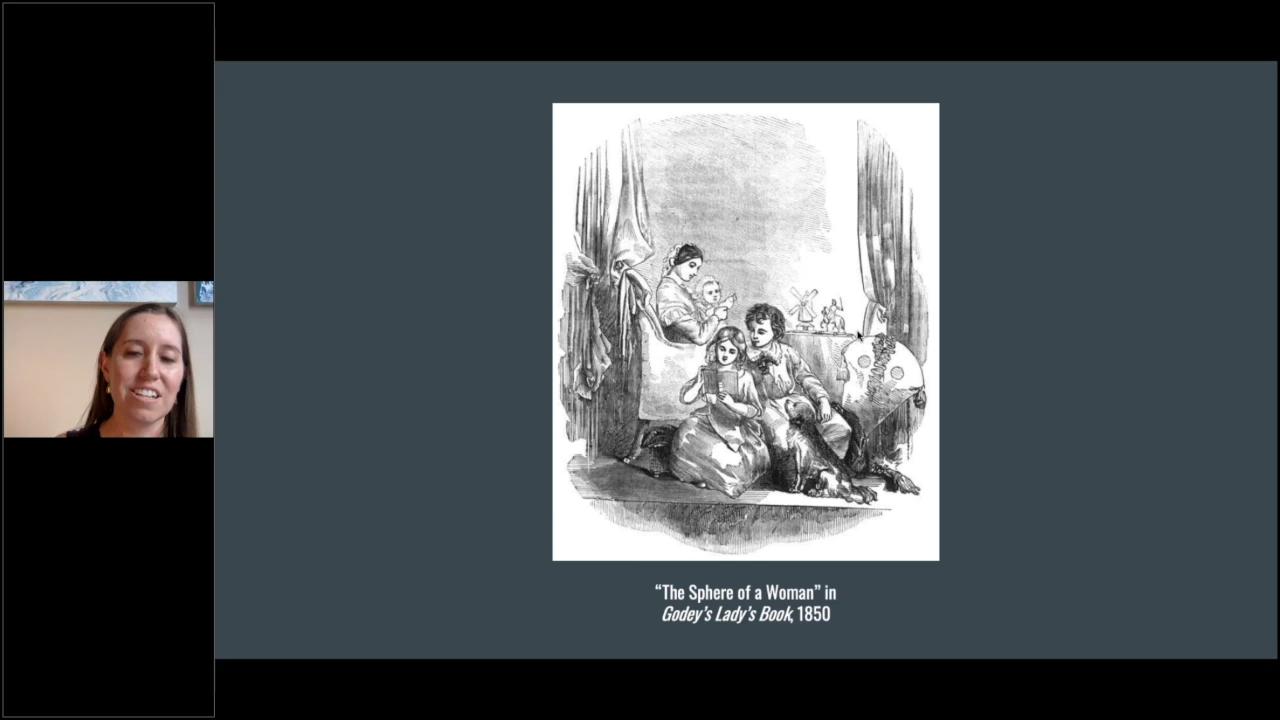 “The Sphere of a Woman” in
Godey’s Lady’s Book, 1850